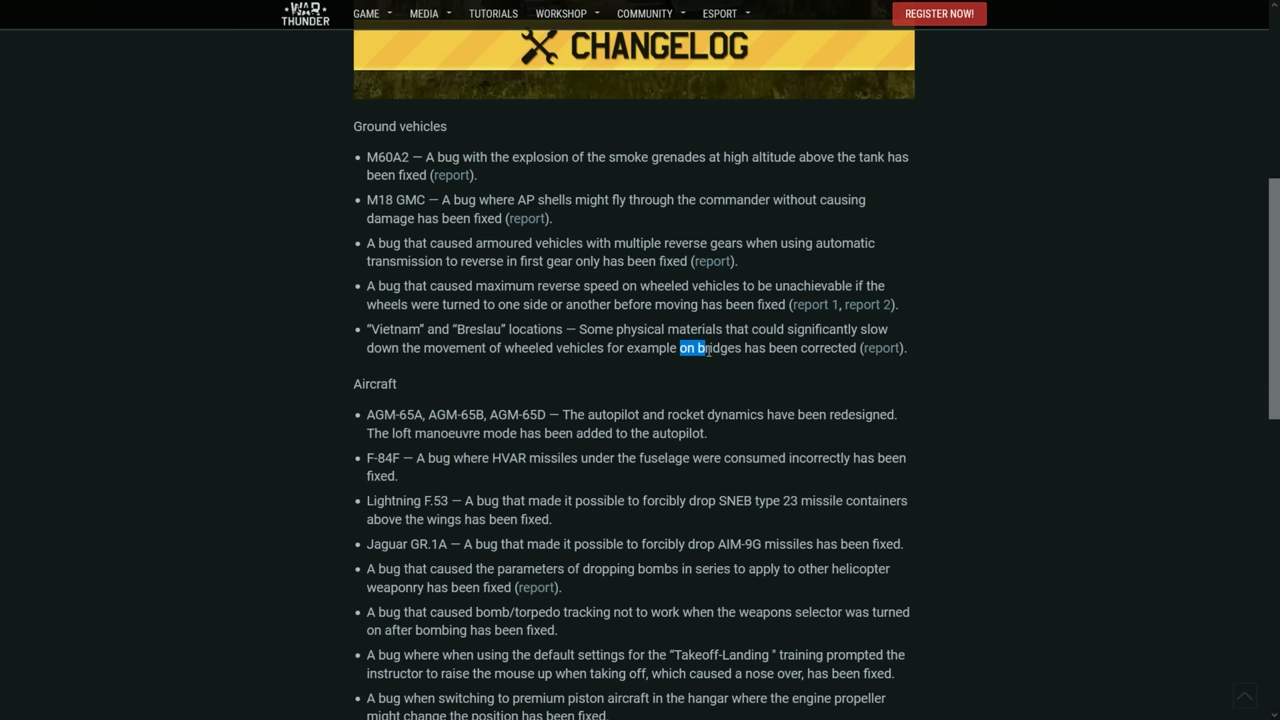 WAR
THUNDER
GAME MEDIA TUTORIALS WORKSHOP COMMUNITY ESPORT REGISTER NOW!
CHANGELOG
Ground vehicles
• M60A2 — A bug with the explosion of the smoke grenades at high altitude above the tank has
been fixed (report).
• M18 GMC — A bug where AP shells might fly through the commander without causing
damage has been fixed (report).
• A bug that caused armoured vehicles with multiple reverse gears when using automatic
transmission to reverse in first gear only has been fixed (report).
• A bug that caused maximum reverse speed on wheeled vehicles to be unachievable if the
wheels were turned to one side or another before moving has been fixed (report 1, report 2).
• “Vietnam” and “Breslau” locations — Some physical materials that could significantly slow
down the movement of wheeled vehicles for example on bridges has been corrected (report).
Aircraft
• AGM-65A, AGM-65B, AGM-65D — The autopilot and rocket dynamics have been redesigned.
The loft manoeuvre mode has been added to the autopilot.
• F-84F — A bug where HVAR missiles under the fuselage were consumed incorrectly has been
fixed.
• Lightning F.53 — A bug that made it possible to forcibly drop SNEB type 23 missile containers
above the wings has been fixed.
• Jaguar GR.1A — A bug that made it possible to forcibly drop AIM-9G missiles has been fixed.
• A bug that caused the parameters of dropping bombs in series to apply to other helicopter
weaponry has been fixed (report).
• A bug that caused bomb/torpedo tracking not to work when the weapons selector was turned
on after bombing has been fixed.
• A bug where when using the default settings for the “Takeoff-Landing " training prompted the
instructor to raise the mouse up when taking off, which caused a nose over, has been fixed.
• A bug when switching to premium piston aircraft in the hangar where the engine propeller
might change the position has been fixed.